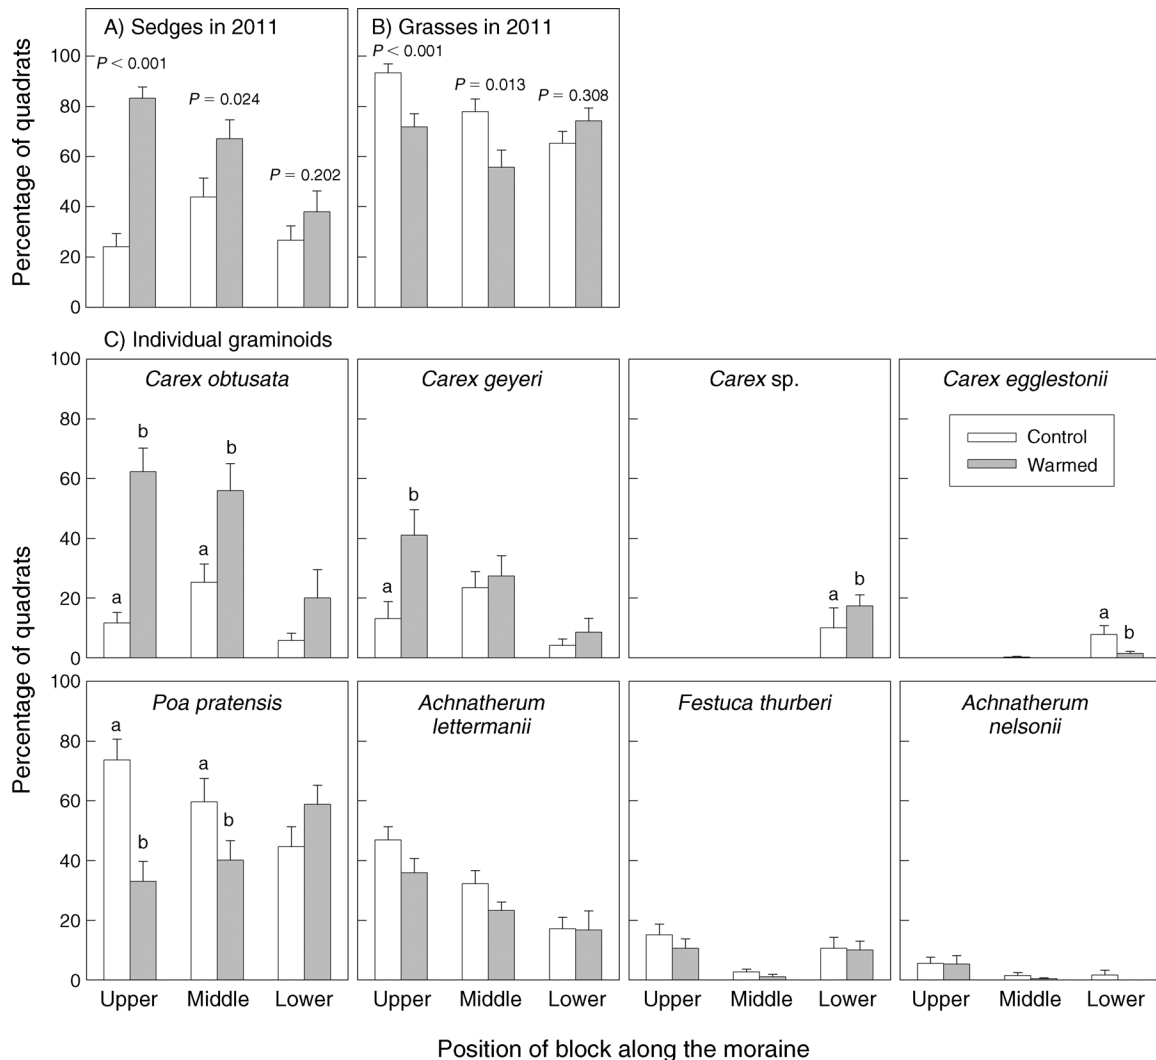 A) Sedges in 2011
B) Grasses in 2011
Percentage of quadrats
100
80
60
40
20
0
P < 0.001
P = 0.024
P = 0.202
P < 0.001
P = 0.013
P = 0.308
C) Individual graminoids
Percentage of quadrats
100
80
60
40
20
0
Carex obtusata
a
b
a
b
Carex geyeri
a
b
Carex sp.
a
b
Carex egglestonii
Control
Warmed
a
b
100
80
60
40
20
0
Poa pratensis
a
b
a
b
Achnatherum
lettermanii
Festuca thurberi
Achnatherum
nelsonii
Upper Middle Lower
Upper Middle Lower
Upper Middle Lower
Upper Middle Lower
Position of block along the moraine